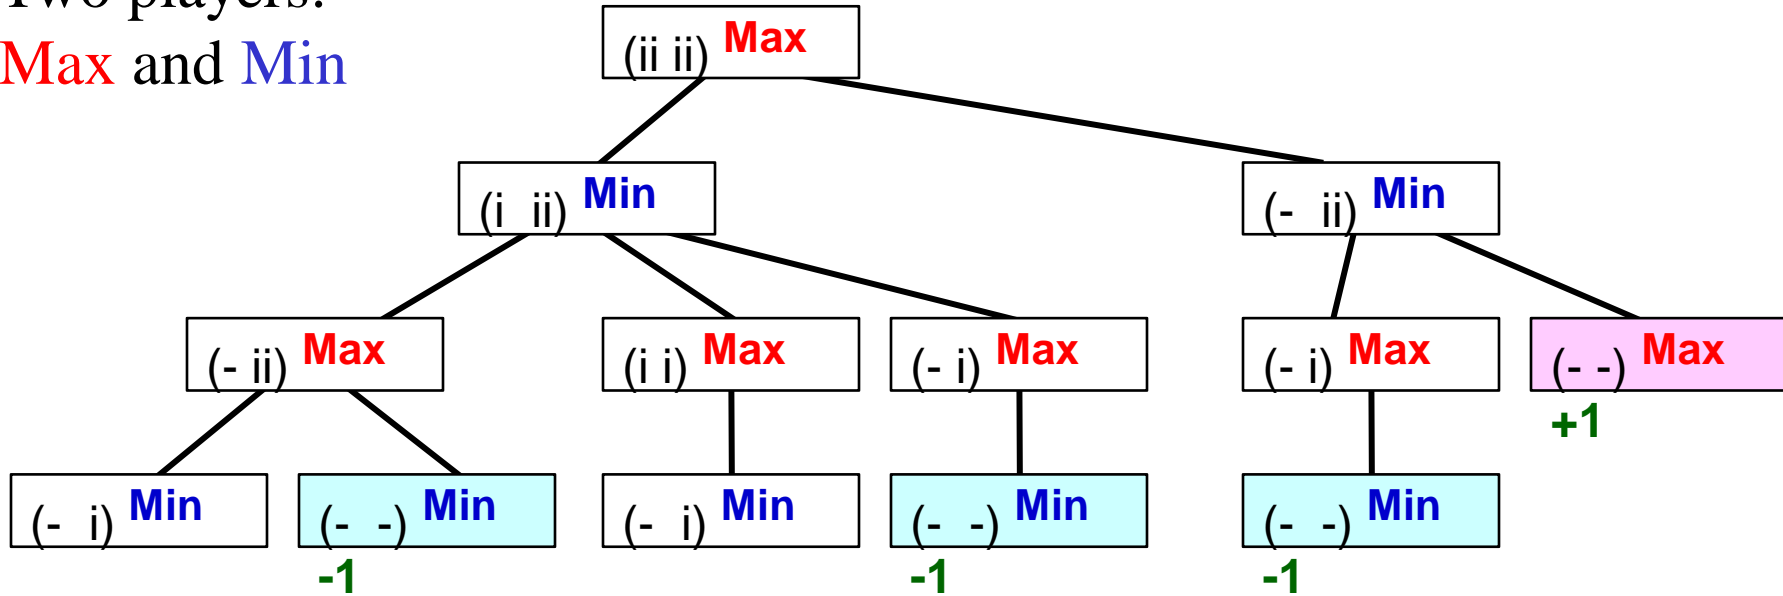 Two players:
Max and Min
(ii ii) Max
(i ii) Min
(- ii) Min
(- ii) Max
(i i) Max
(- i) Max
(- i) Max
(- -) Max
+1
(- i) Min
(- -) Min
(- i) Min
(- -) Min
(- -) Min
-1
-1
-1